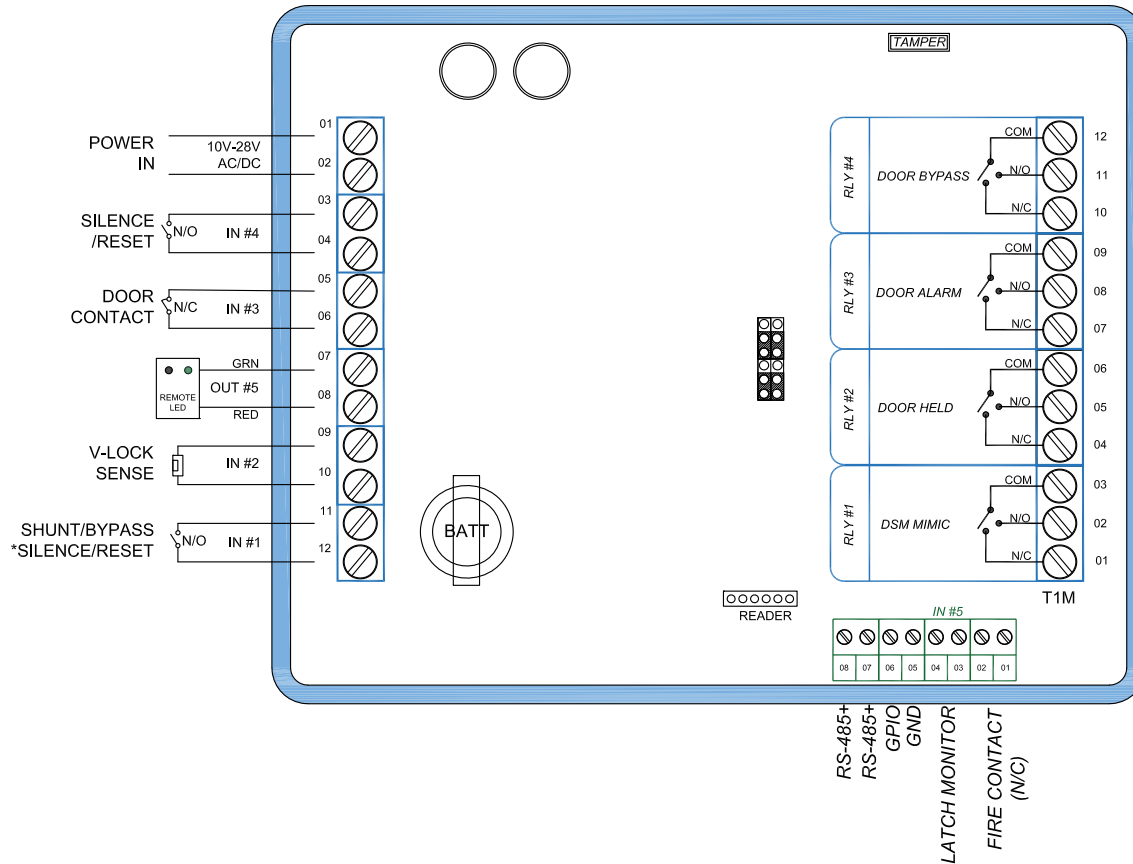 TAMPER
POWER
IN
10V-28V
AC/DC
01
02
SILENCE
/RESET
N/O
IN #4
03
04
DOOR
CONTACT
N/C
IN #3
05
06
REMOTE
LED
GRN
OUT #5
RED
07
08
V-LOCK
SENSE
IN #2
09
10
SHUNT/BYPASS
*SILENCE/RESET
N/O
IN #1
11
12
BATT
READER
RLY #4
DOOR BYPASS
COM
N/O
N/C
12
11
10
RLY #3
DOOR ALARM
COM
N/O
N/C
09
08
07
RLY #2
DOOR HELD
COM
N/O
N/C
06
05
04
RLY #1
DSM MIMIC
COM
N/O
N/C
03
02
01
T1M
IN #5
08 07 06 05 04 03 02 01
RS-485+
RS-485+
GPIO
GND
LATCH MONITOR
FIRE CONTACT
(N/C)